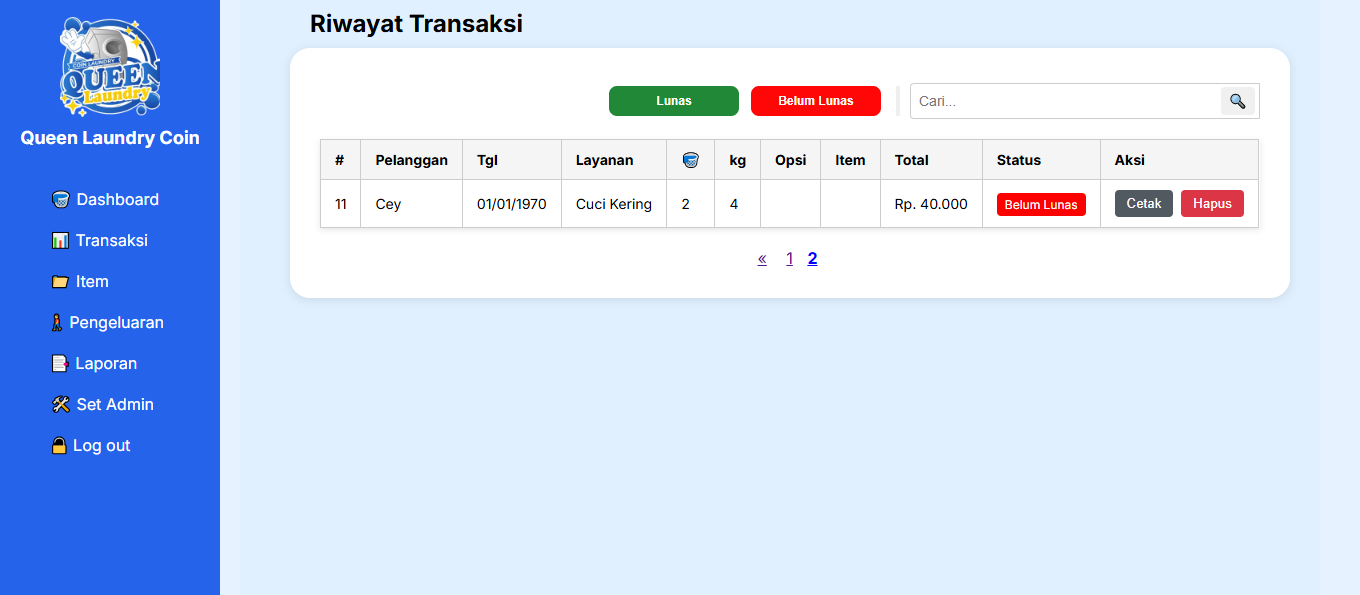 COIN LAUNDRY
QUEEN
Laundry
Queen Laundry Coin
Dashboard
Transaksi
Item
Pengeluaran
Laporan
Set Admin
Log out
Riwayat Transaksi
Lunas Belum Lunas Cari...
# Pelanggan Tgl Layanan kg Opsi Item Total Status Aksi
11 Cey 01/01/1970 Cuci Kering 2 4 Rp. 40.000 Belum Lunas Cetak Hapus
« 1 2